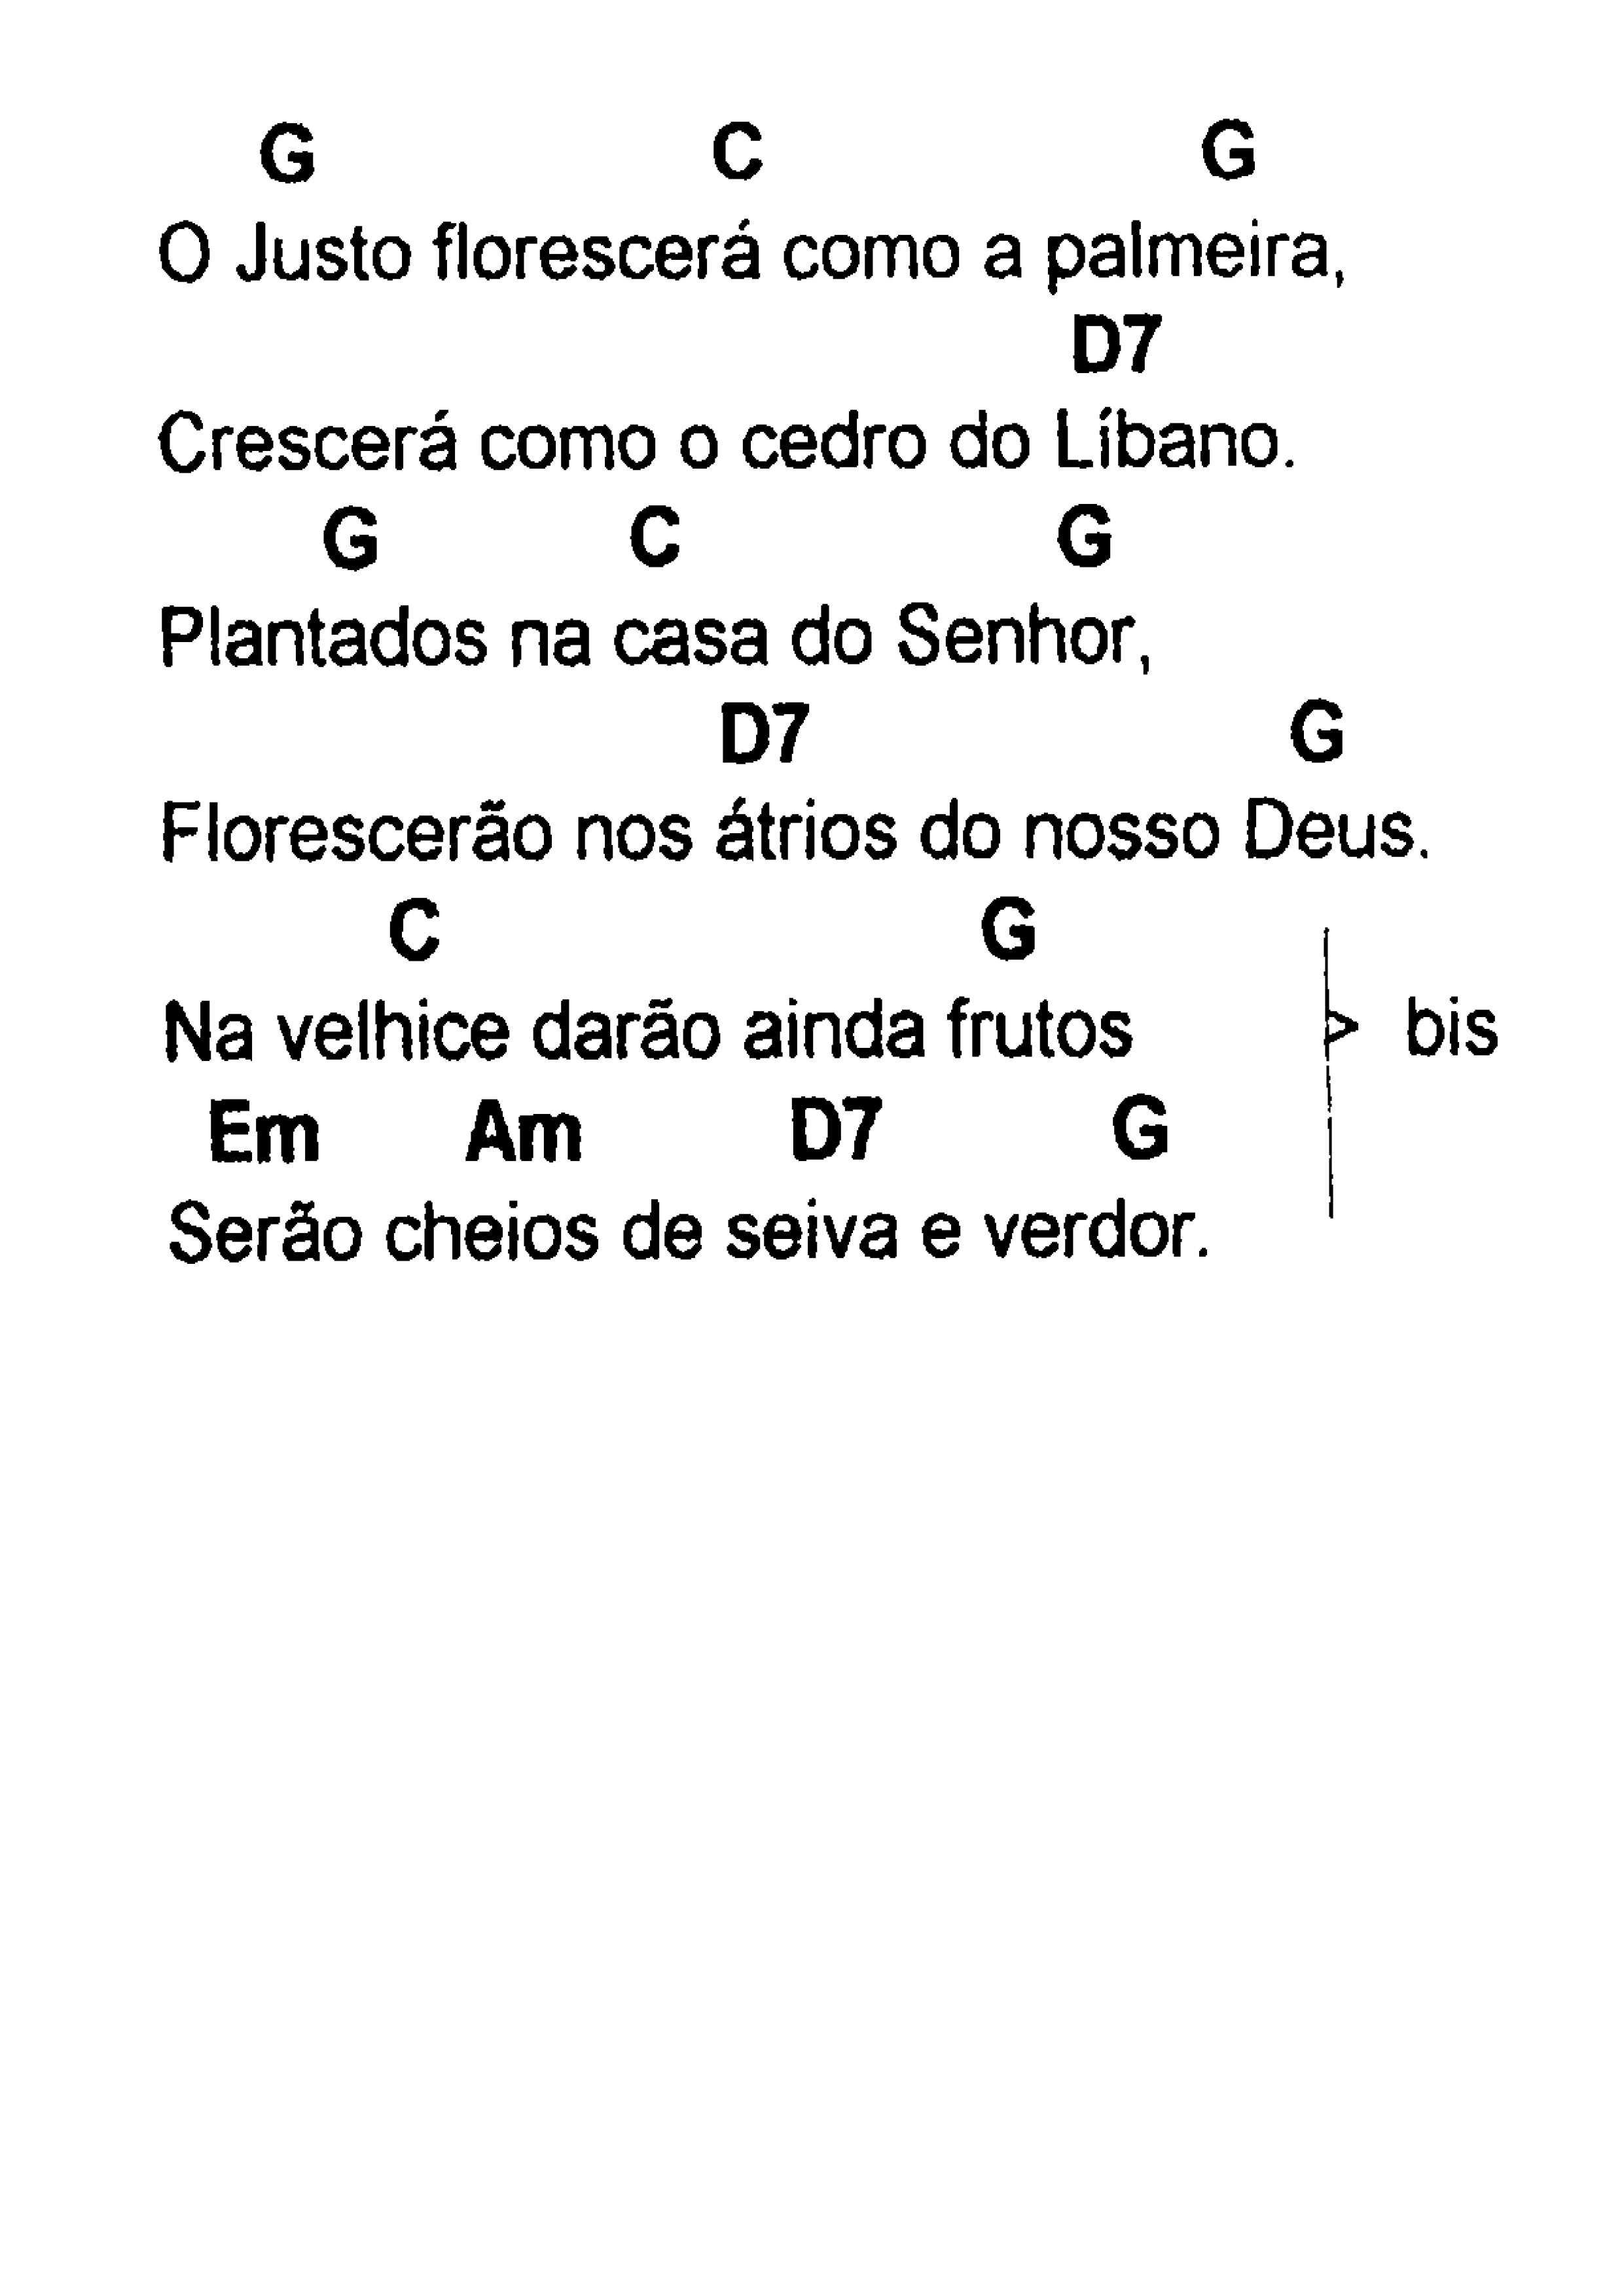 G C G
O Justo florescerá como a palmeira,
D7
Crescerá como o cedro do Líbano.
G C G
Plantados na casa do Senhor,
D7 G
Florescerão nos átrios do nosso Deus.
C G
Na velhice darão ainda frutos > bis
Em Am D7 G
Serão cheios de seiva e verdor.